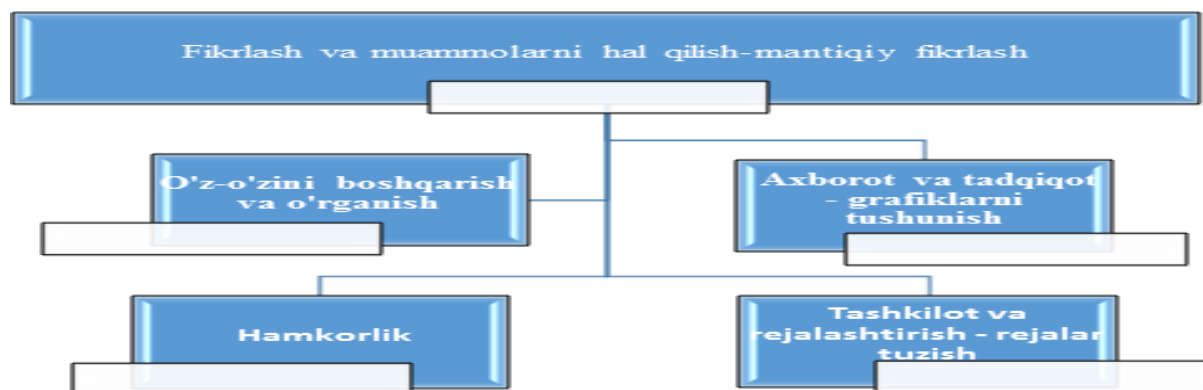 Fikrlash va muammolarni hal qilish-mantiqiy fikrlash
O'z-o'zini boshqarish
va o'rganish
Axborot va tadqiqot
- grafiklarni
tushunish
Hamkorlik
Tashkilot va
rejalashtirish - rejalar
tuzish